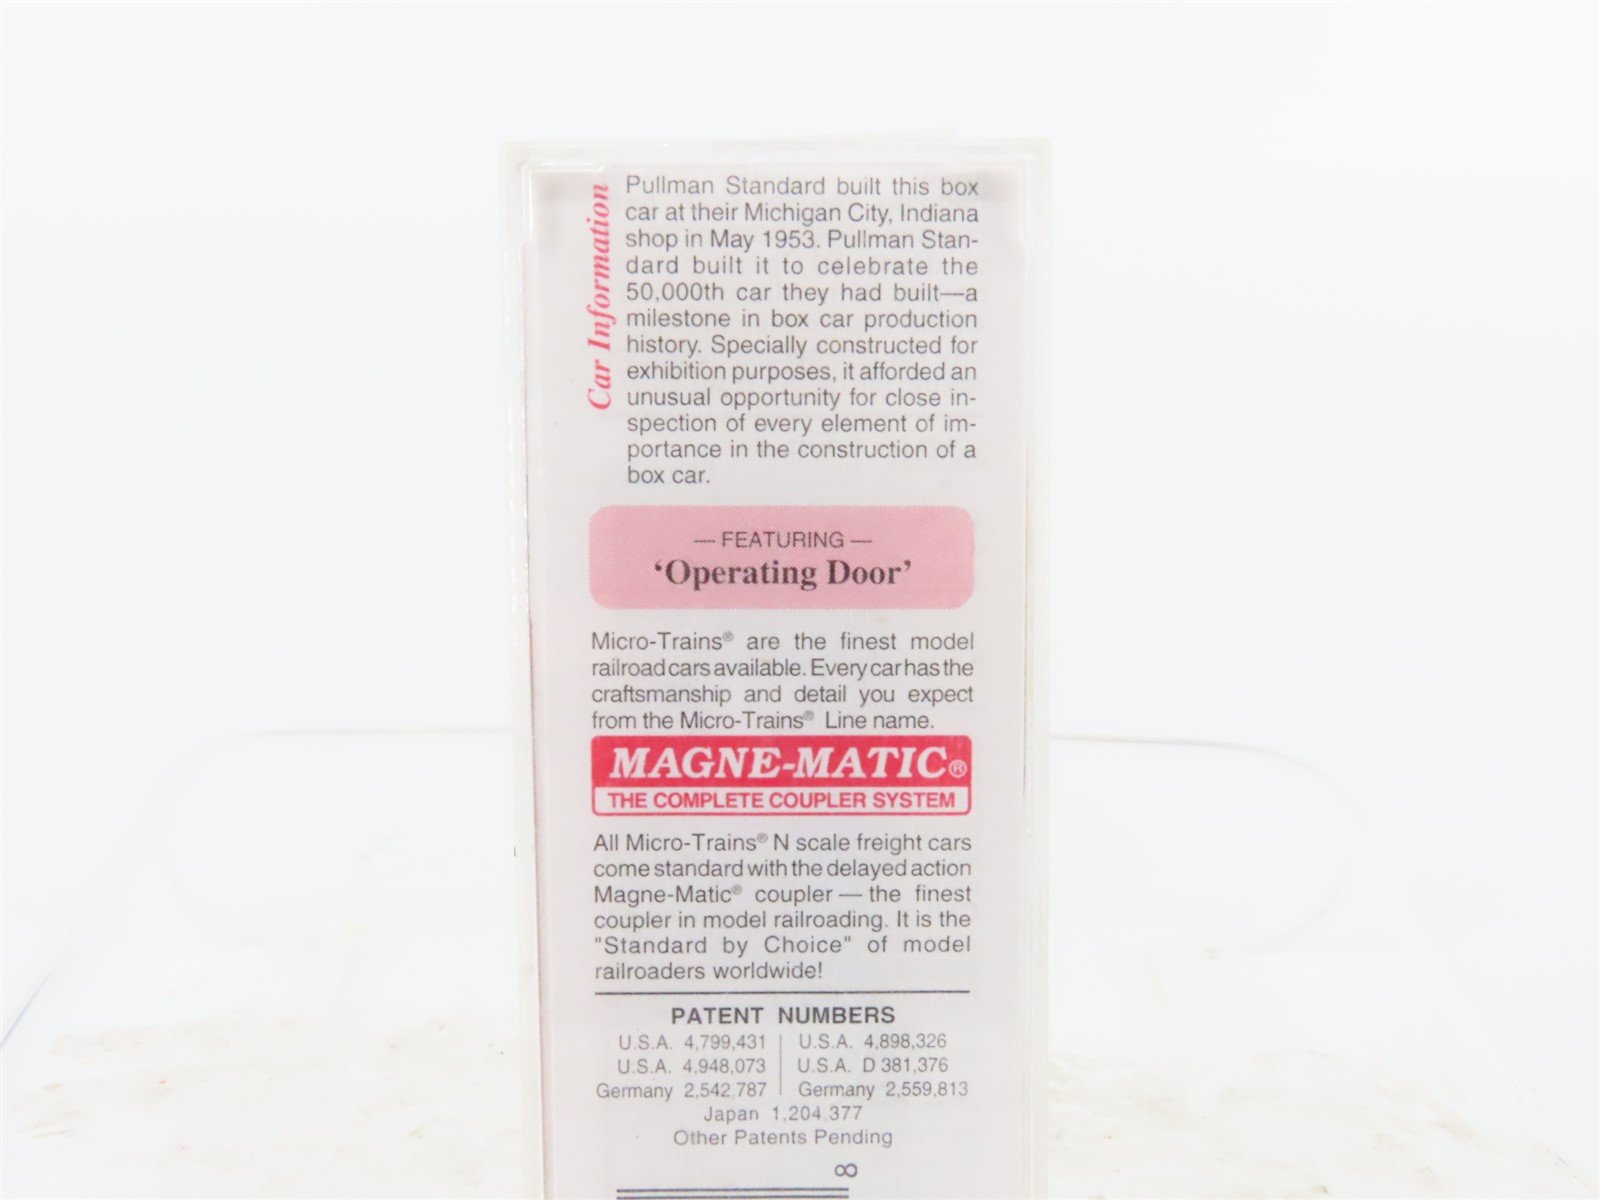 Car Information
Pullman Standard built this box
car at their Michigan City, Indiana
shop in May 1953. Pullman Stan-
dard built it to celebrate the
50,000th car they had built—a
milestone in box car production
history. Specially constructed for
exhibition purposes, it afforded an
unusual opportunity for close in-
spection of every element of im-
portance in the construction of a
box car.
— FEATURING —
‘Operating Door’
Micro-Trains® are the finest model
railroad cars available. Every car has the
craftsmanship and detail you expect
from the Micro-Trains® Line name.
MAGNE-MATIC®
THE COMPLETE COUPLER SYSTEM
All Micro-Trains® N scale freight cars
come standard with the delayed action
Magne-Matic® coupler — the finest
coupler in model railroading. It is the
"Standard by Choice" of model
railroaders worldwide!
PATENT NUMBERS
U.S.A. 4,799,431 | U.S.A. 4,898,326
U.S.A. 4,948,073 | U.S.A. D 381,376
Germany 2,542,787 | Germany 2,559,813
Japan 1,204,377
Other Patents Pending
8